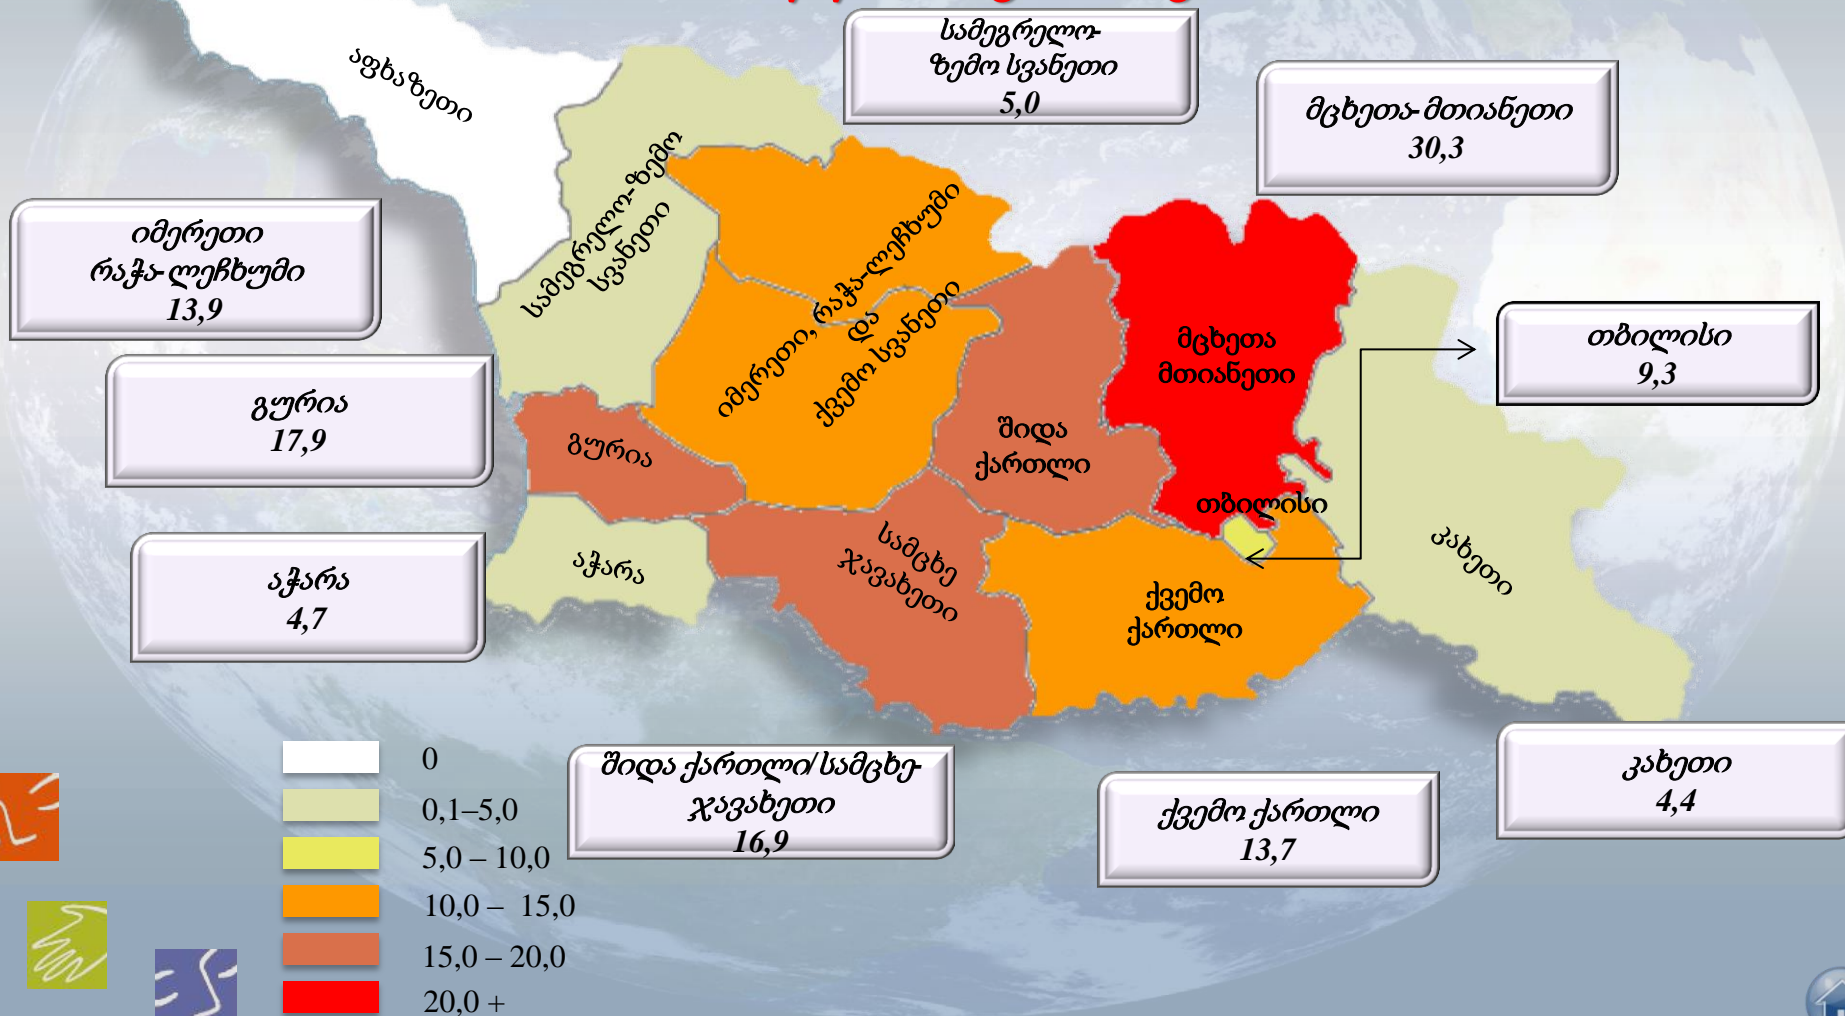 სამეგრელო-
ზემო სვანეთი
5,0
მცხეთა-მთიანეთი
30,3
აფხაზეთი
სამეგრელო-ზემო
სვანეთი
იმერეთი
რაჭა-ლეჩხუმი
13,9
იმერეთი, რაჭა-ლეჩხუმი
და
ქვემო სვანეთი
მცხეთა
მთიანეთი
თბილისი
9,3
გურია
17,9
გურია
შიდა
ქართლი
თბილისი
აჭარა
4,7
აჭარა
სამცხე
ჯავახეთი
ქვემო
ქართლი
კახეთი
შიდა ქართლი/სამცხე-
ჯავახეთი
16,9
ქვემო ქართლი
13,7
კახეთი
4,4
0
0,1–5,0
5,0 – 10,0
10,0 – 15,0
15,0 – 20,0
20,0 +